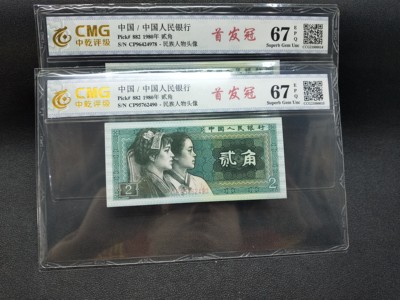 CMG
中乾评级
中国 / 中国人民银行
Pick# 882 1980年 贰角
S/N CP96424978 - 民族人物头像
首发冠
67
EPQ
Superb Gem Unc
CMG
中乾评级
中国 / 中国人民银行
Pick# 882 1980年 贰角
S/N CP95762490 - 民族人物头像
首发冠
67
EPQ
Superb Gem Unc
中国人民银行
贰角
2
2